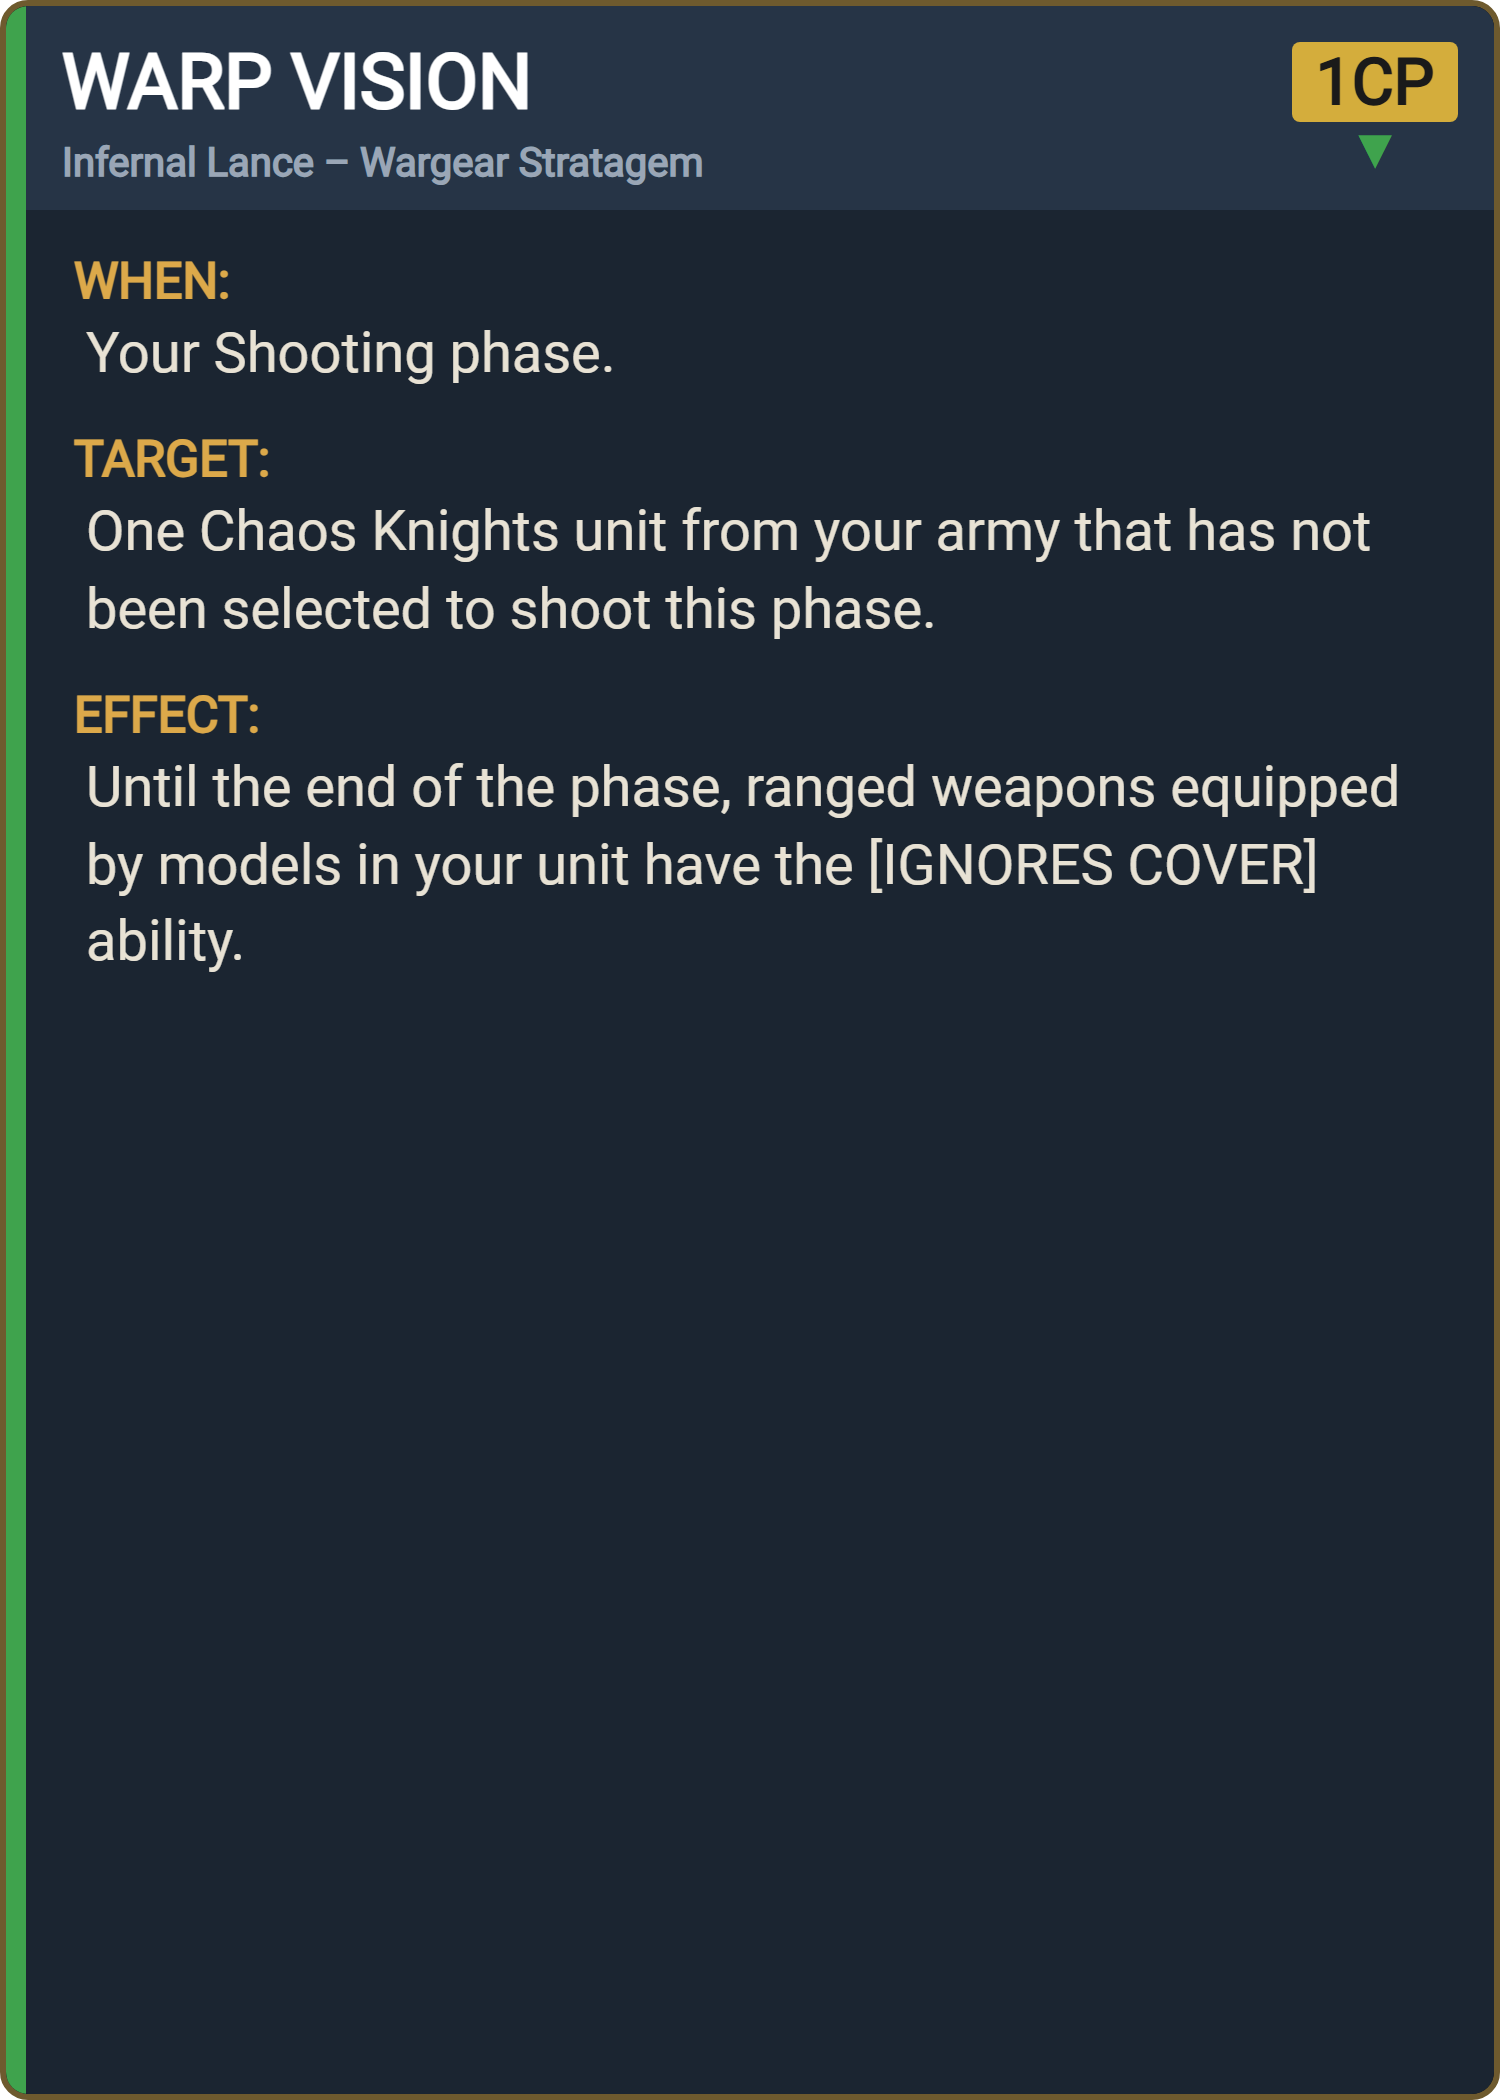 WARP VISION
1CP
Infernal Lance – Wargear Stratagem
WHEN:
Your Shooting phase.
TARGET:
One Chaos Knights unit from your army that has not
been selected to shoot this phase.
EFFECT:
Until the end of the phase, ranged weapons equipped
by models in your unit have the [IGNORES COVER]
ability.